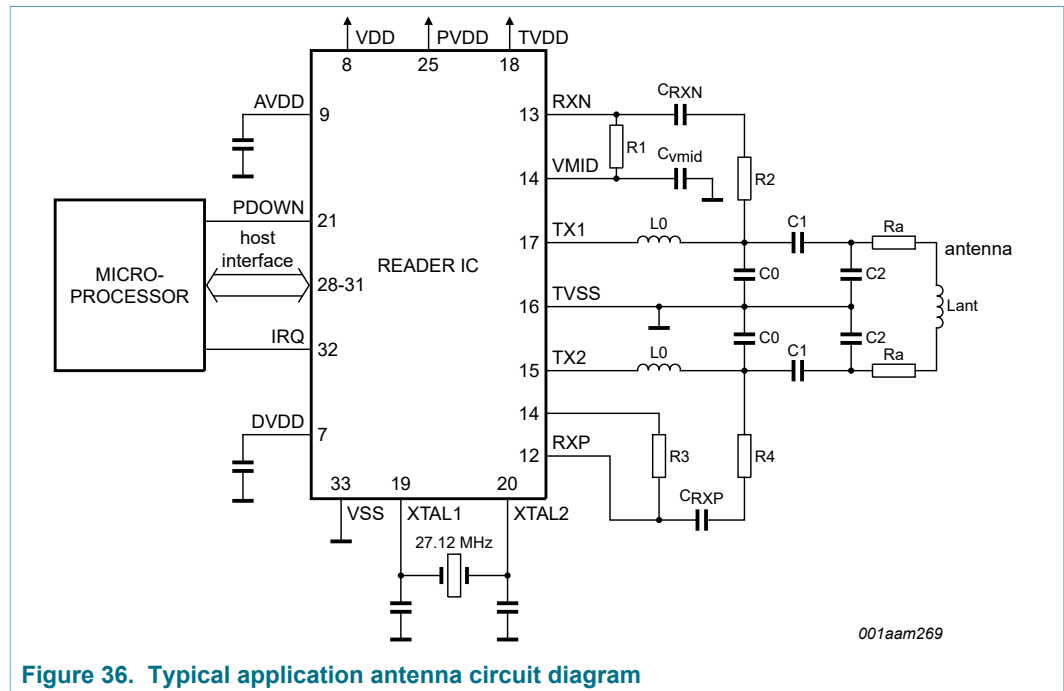 VDD PVDD TVDD
8 25 18
AVDD 9
13 RXN
CRXN
R1
14 VMID
Cvmid
R2
PDOWN 21
MICRO-
PROCESSOR
host
interface
28-31
READER IC
17 TX1
L0
C1
Ra
antenna
C0
C2
16 TVSS
Lant
IRQ 32
C0
C2
15 TX2
L0
C1
Ra
DVDD 7
14
12 RXP
R3
R4
CRXP
33 19 20
VSS XTAL1 XTAL2
27.12 MHz
001aam269
Figure 36. Typical application antenna circuit diagram